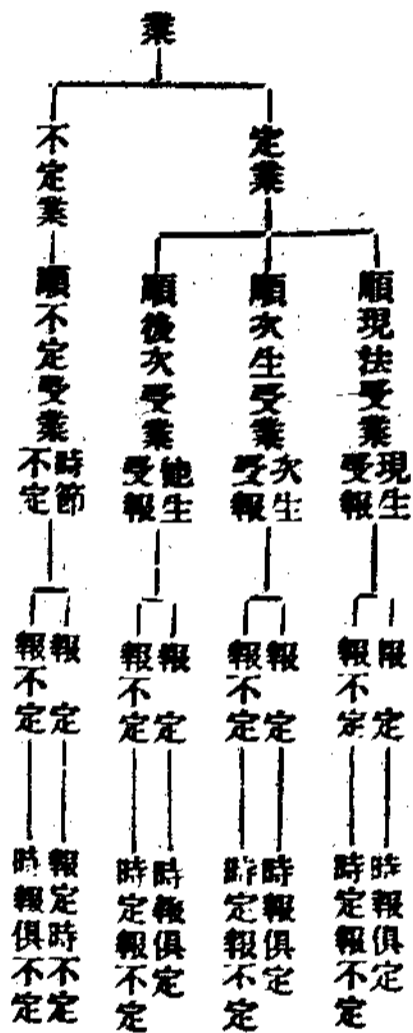 業
定業
不定業
順現法受業
現生
受報
順次生受業
次生
受報
順後次受業
他生
受報
順不定受業
時節
不定
報定
報不定
報定
報不定
報定
報不定
報定
報不定
時報俱定
時定報不定
時報俱定
時定報不定
時報俱定
時定報不定
報定時不定
時報俱不定